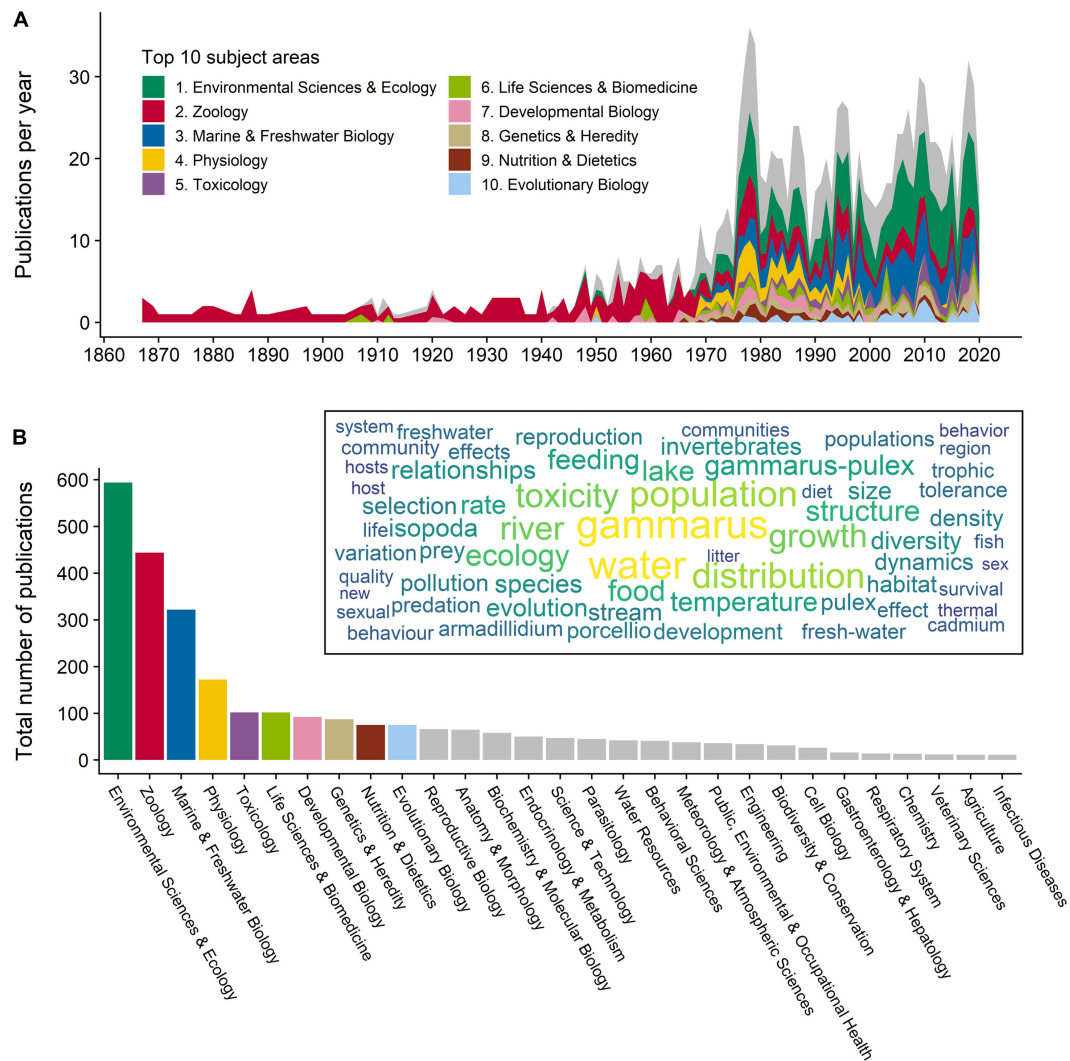 A
Publications per year
30
20
10
0
Top 10 subject areas
1. Environmental Sciences & Ecology
2. Zoology
3. Marine & Freshwater Biology
4. Physiology
5. Toxicology
6. Life Sciences & Biomedicine
7. Developmental Biology
8. Genetics & Heredity
9. Nutrition & Dietetics
10. Evolutionary Biology
1860 1870 1880 1890 1900 1910 1920 1930 1940 1950 1960 1970 1980 1990 2000 2010 2020
B
Total number of publications
600
500
400
300
200
100
0
system freshwater reproduction communities populations behavior
community effects invertebrates region
hosts relationships feeding lake gammarus-pulex trophic
host toxicity population diet size tolerance
selection rate structure density
life isopoda river gammarus growth diversity fish
variation prey ecology water litter dynamics sex
quality pollution species food distribution habitat survival
new
sexual predation evolution stream temperature pulex effect thermal
behaviour armadillidium porcellio development fresh-water cadmium
Environmental Sciences & Ecology
Zoology
Marine & Freshwater Biology
Physiology
Toxicology
Life Sciences & Biomedicine
Developmental Biology
Genetics & Heredity
Nutrition & Dietetics
Evolutionary Biology
Reproductive Biology
Anatomy & Morphology
Biochemistry & Molecular Biology
Endocrinology & Metabolism
Science & Technology
Parasitology
Water Resources
Behavioral Sciences
Meteorology & Atmospheric Sciences
Public, Environmental & Occupational Health
Engineering
Biodiversity & Conservation
Cell Biology
Gastroenterology & Hepatology
Respiratory System
Chemistry
Veterinary Sciences
Agriculture
Infectious Diseases